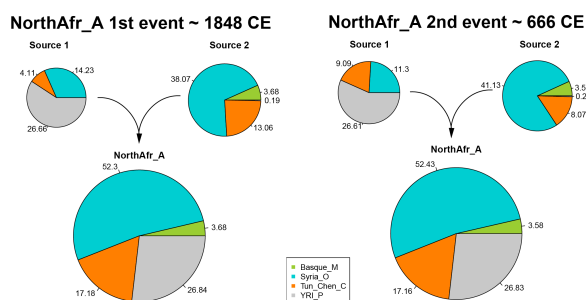 NorthAfr_A 1st event ~ 1848 CE
Source 1
Source 2
4.11
14.23
26.66
38.07
3.68
0.19
13.06
NorthAfr_A
52.3
3.68
17.18
26.84
NorthAfr_A 2nd event ~ 666 CE
Source 1
Source 2
9.09
11.3
26.61
41.13
3.5
0.2
8.07
NorthAfr_A
52.43
3.58
17.16
26.83
Basque_M
Syria_O
Tun_Chen_C
YRI_P